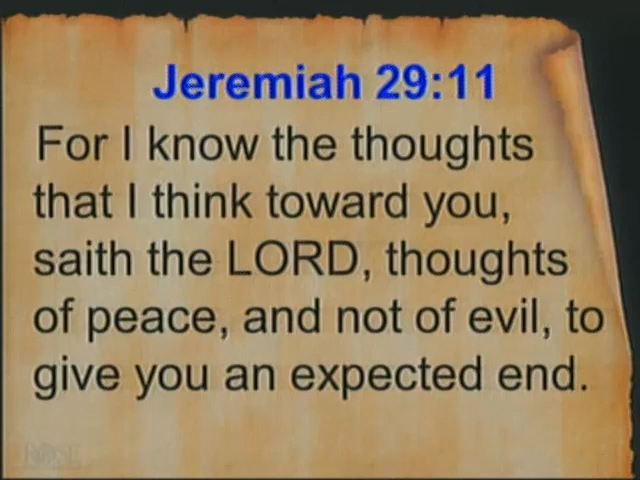 Jeremiah 29:11
For I know the thoughts
that I think toward you,
saith the LORD, thoughts
of peace, and not of evil, to
give you an expected end.
ROSE